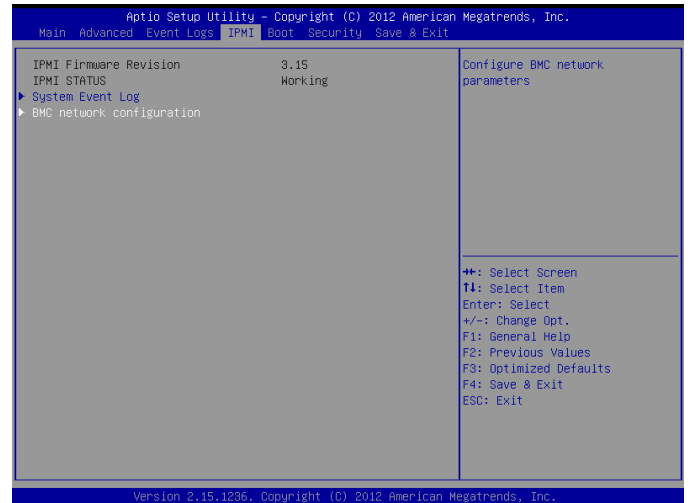 Aptio Setup Utility – Copyright (C) 2012 American Megatrends, Inc.
Main Advanced Event Logs IPMI Boot Security Save & Exit
IPMI Firmware Revision 3.15
IPMI STATUS Working
► System Event Log
► BMC network configuration
Configure BMC network
parameters
→←: Select Screen
↑↓: Select Item
Enter: Select
+/-: Change Opt.
F1: General Help
F2: Previous Values
F3: Optimized Defaults
F4: Save & Exit
ESC: Exit
Version 2.15.1236. Copyright (C) 2012 American Megatrends, Inc.